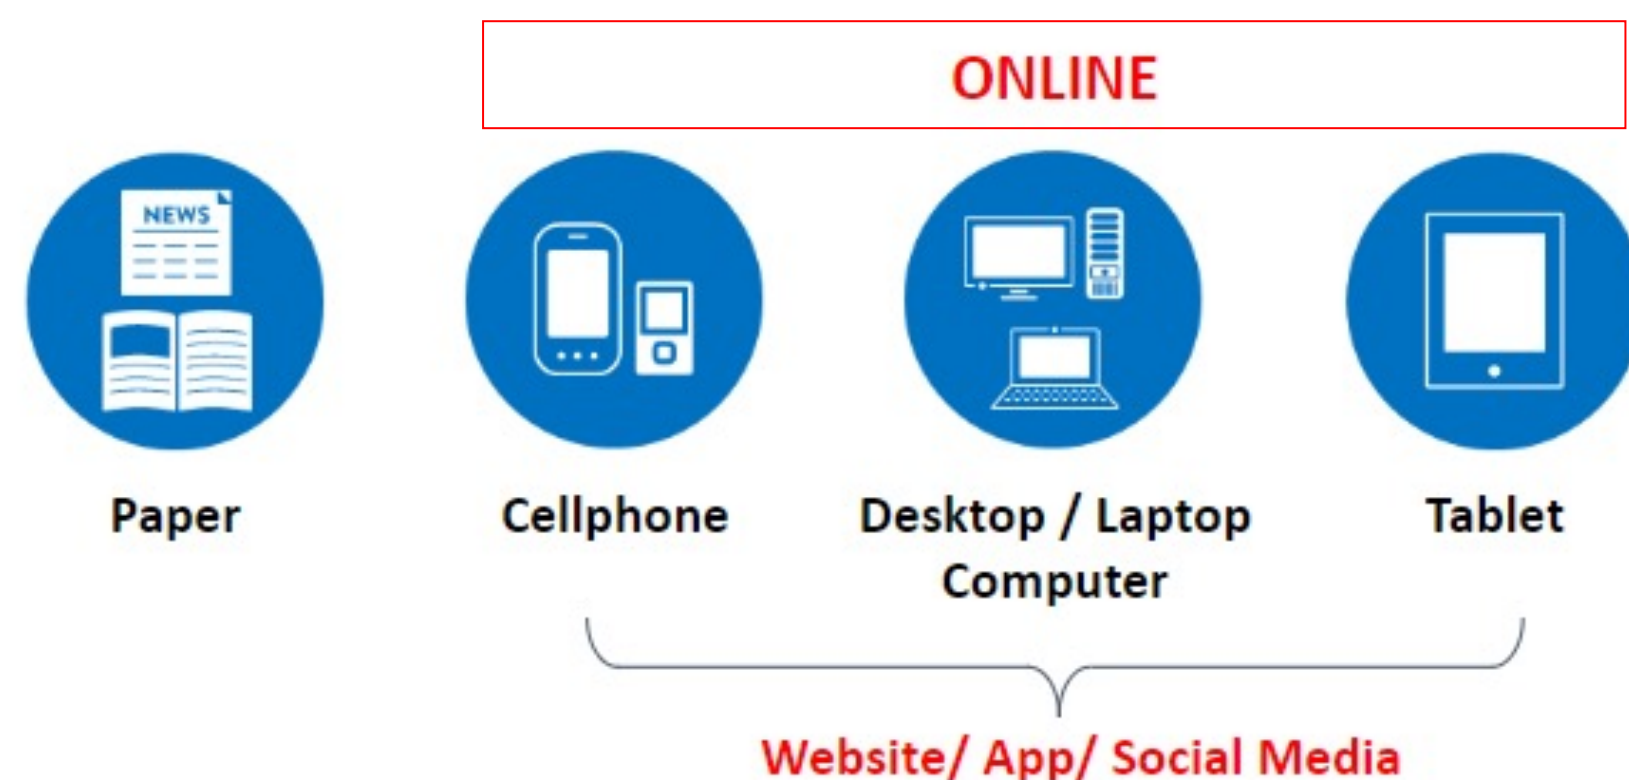 ONLINE
NEWS
Paper
Cellphone
Desktop / Laptop
Computer
Tablet
Website/ App/ Social Media